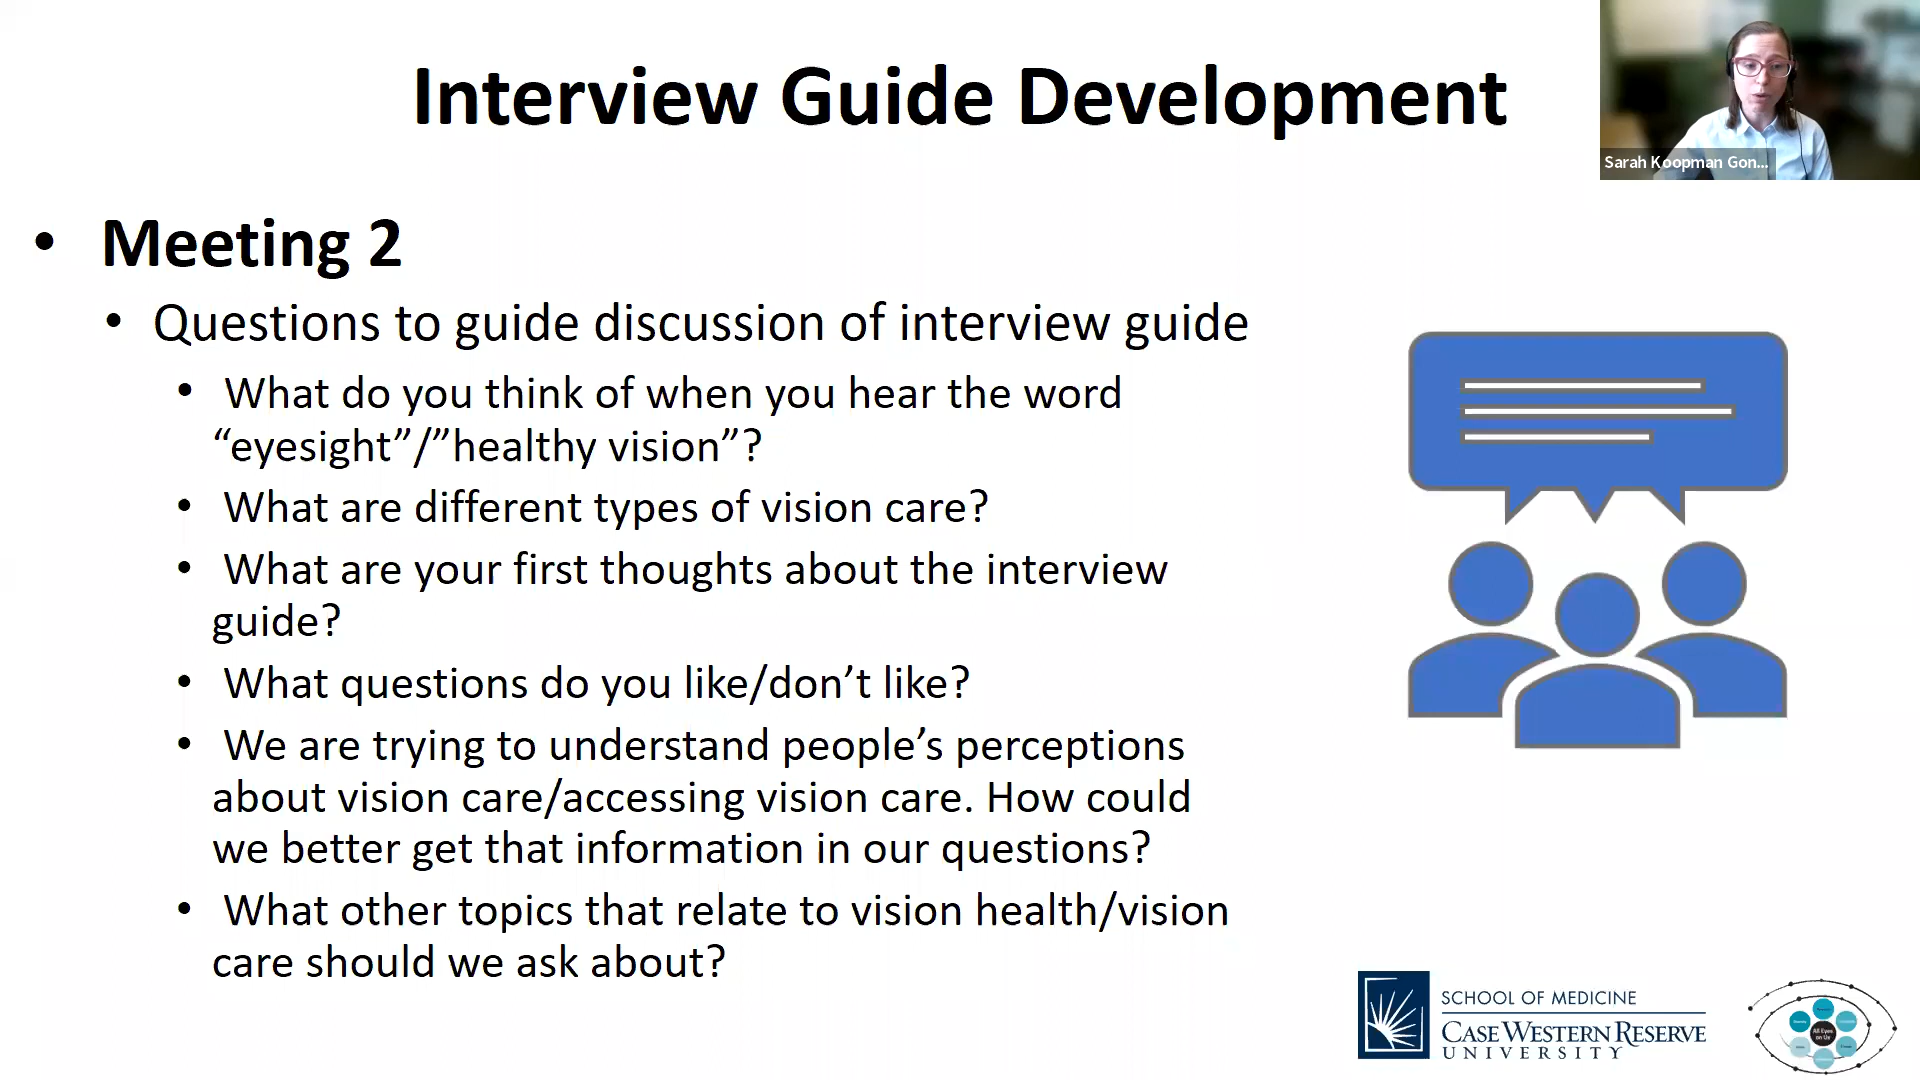 Interview Guide Development
Sarah Koopman Gon...
• Meeting 2
• Questions to guide discussion of interview guide
• What do you think of when you hear the word
“eyesight”/”healthy vision”?
• What are different types of vision care?
• What are your first thoughts about the interview
guide?
• What questions do you like/don’t like?
• We are trying to understand people’s perceptions
about vision care/accessing vision care. How could
we better get that information in our questions?
• What other topics that relate to vision health/vision
care should we ask about?
SCHOOL OF MEDICINE
CASE WESTERN RESERVE
UNIVERSITY
All Eyes
on Us